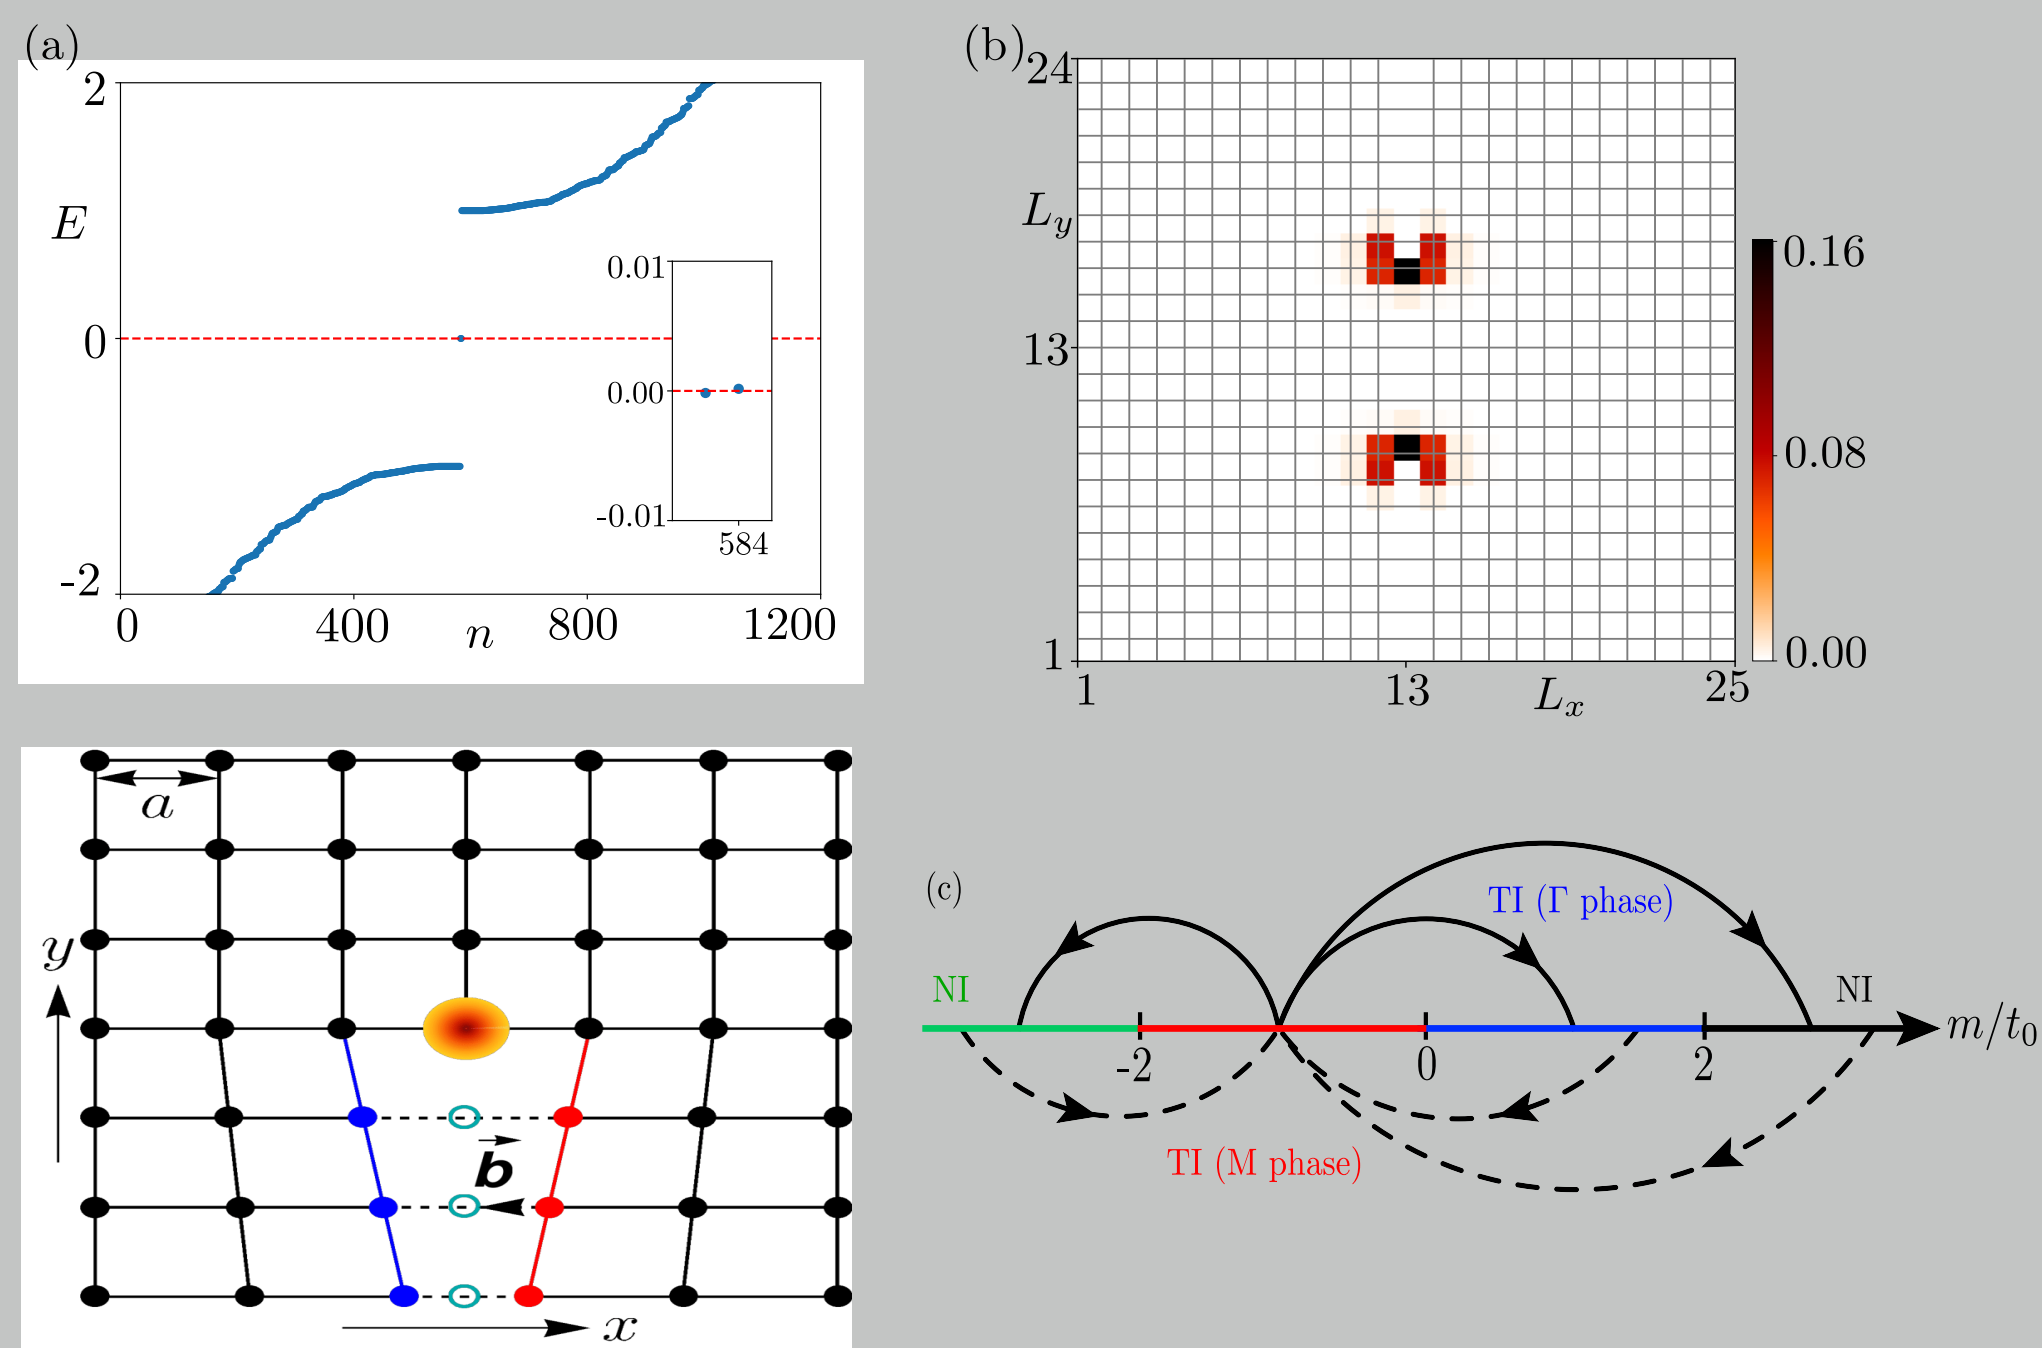 (a)
2
E
0
-2
0
400
n
800
1200
0.01
0.00
-0.01
584
(b)
24
L_y
13
1
1
13
L_x
25
0.16
0.08
0.00
a
y
b
x
(c)
TI (Γ phase)
NI
NI
m/t_0
-2
0
2
TI (M phase)